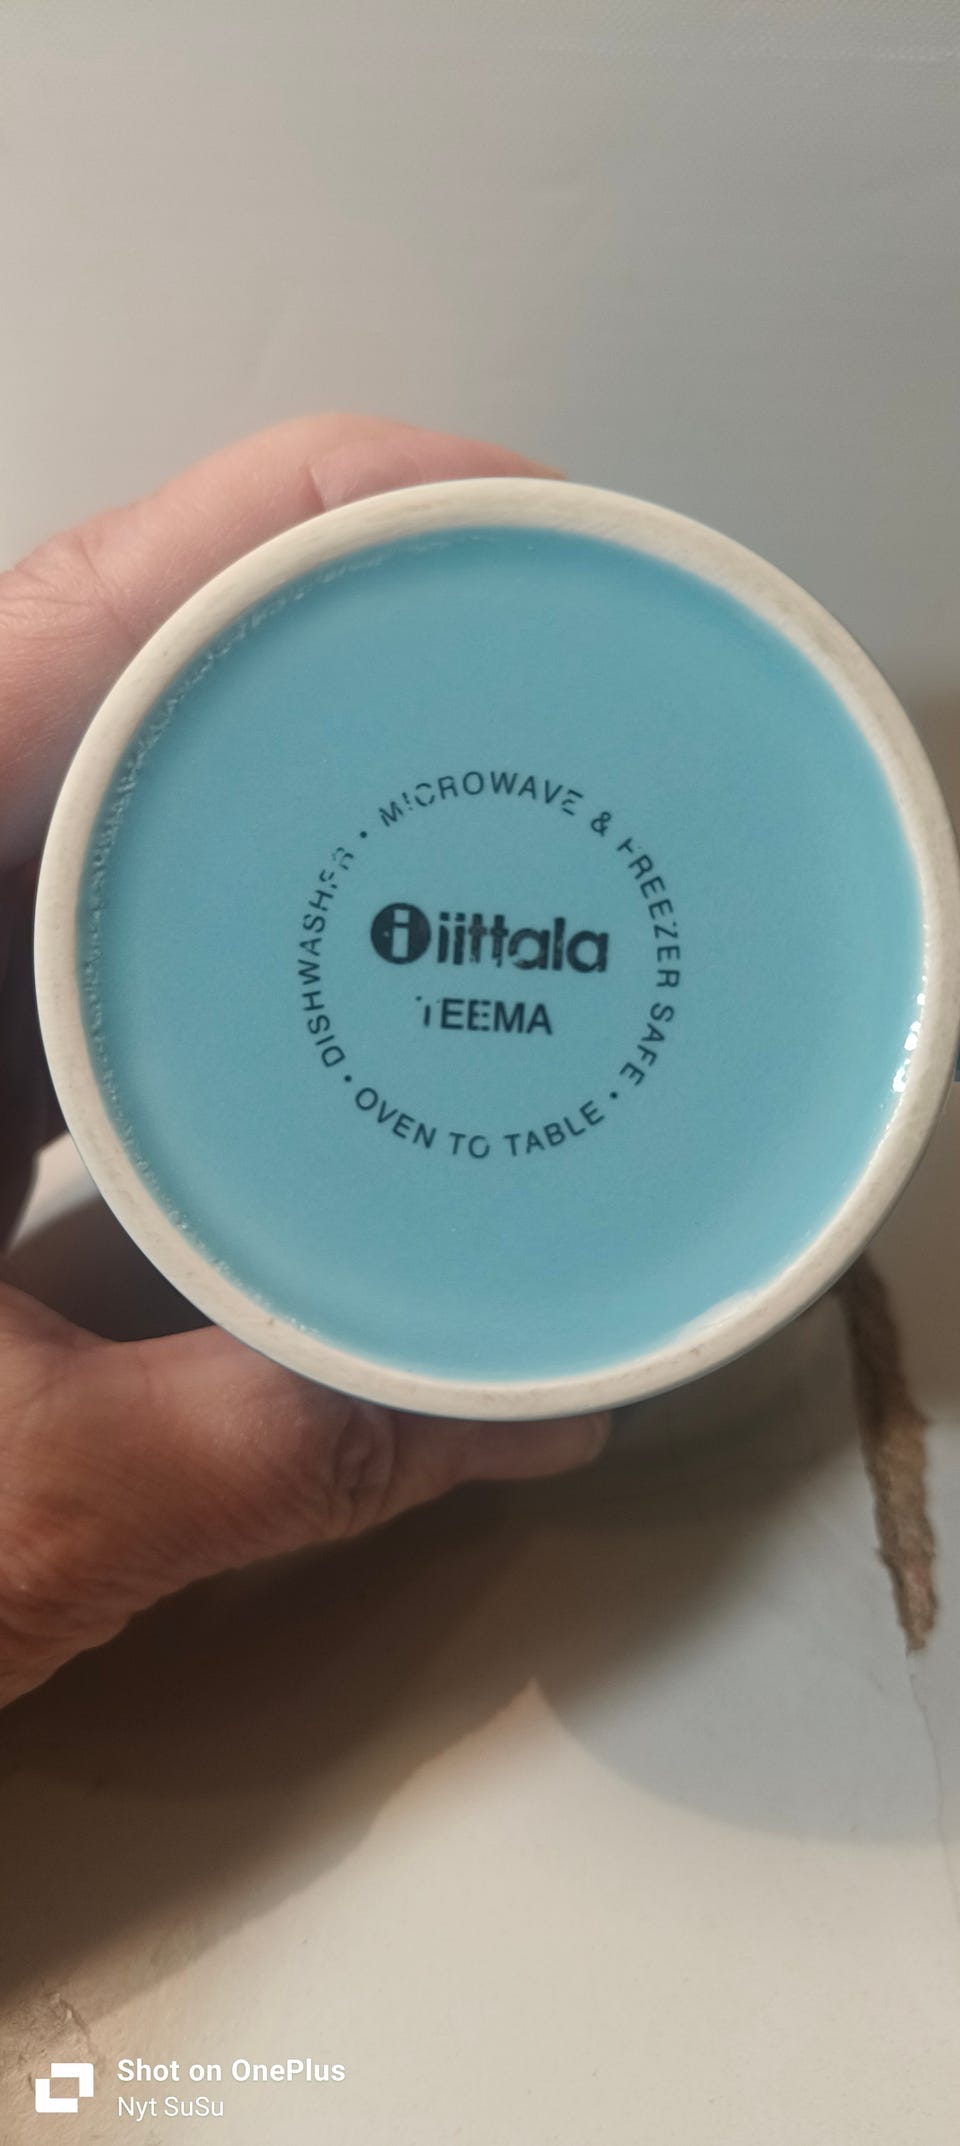 MICROWAVE & FREEZER SAFE • OVEN TO TABLE • DISHWASHER •
i iittala
TEEMA
Shot on OnePlus
Nyt SuSu